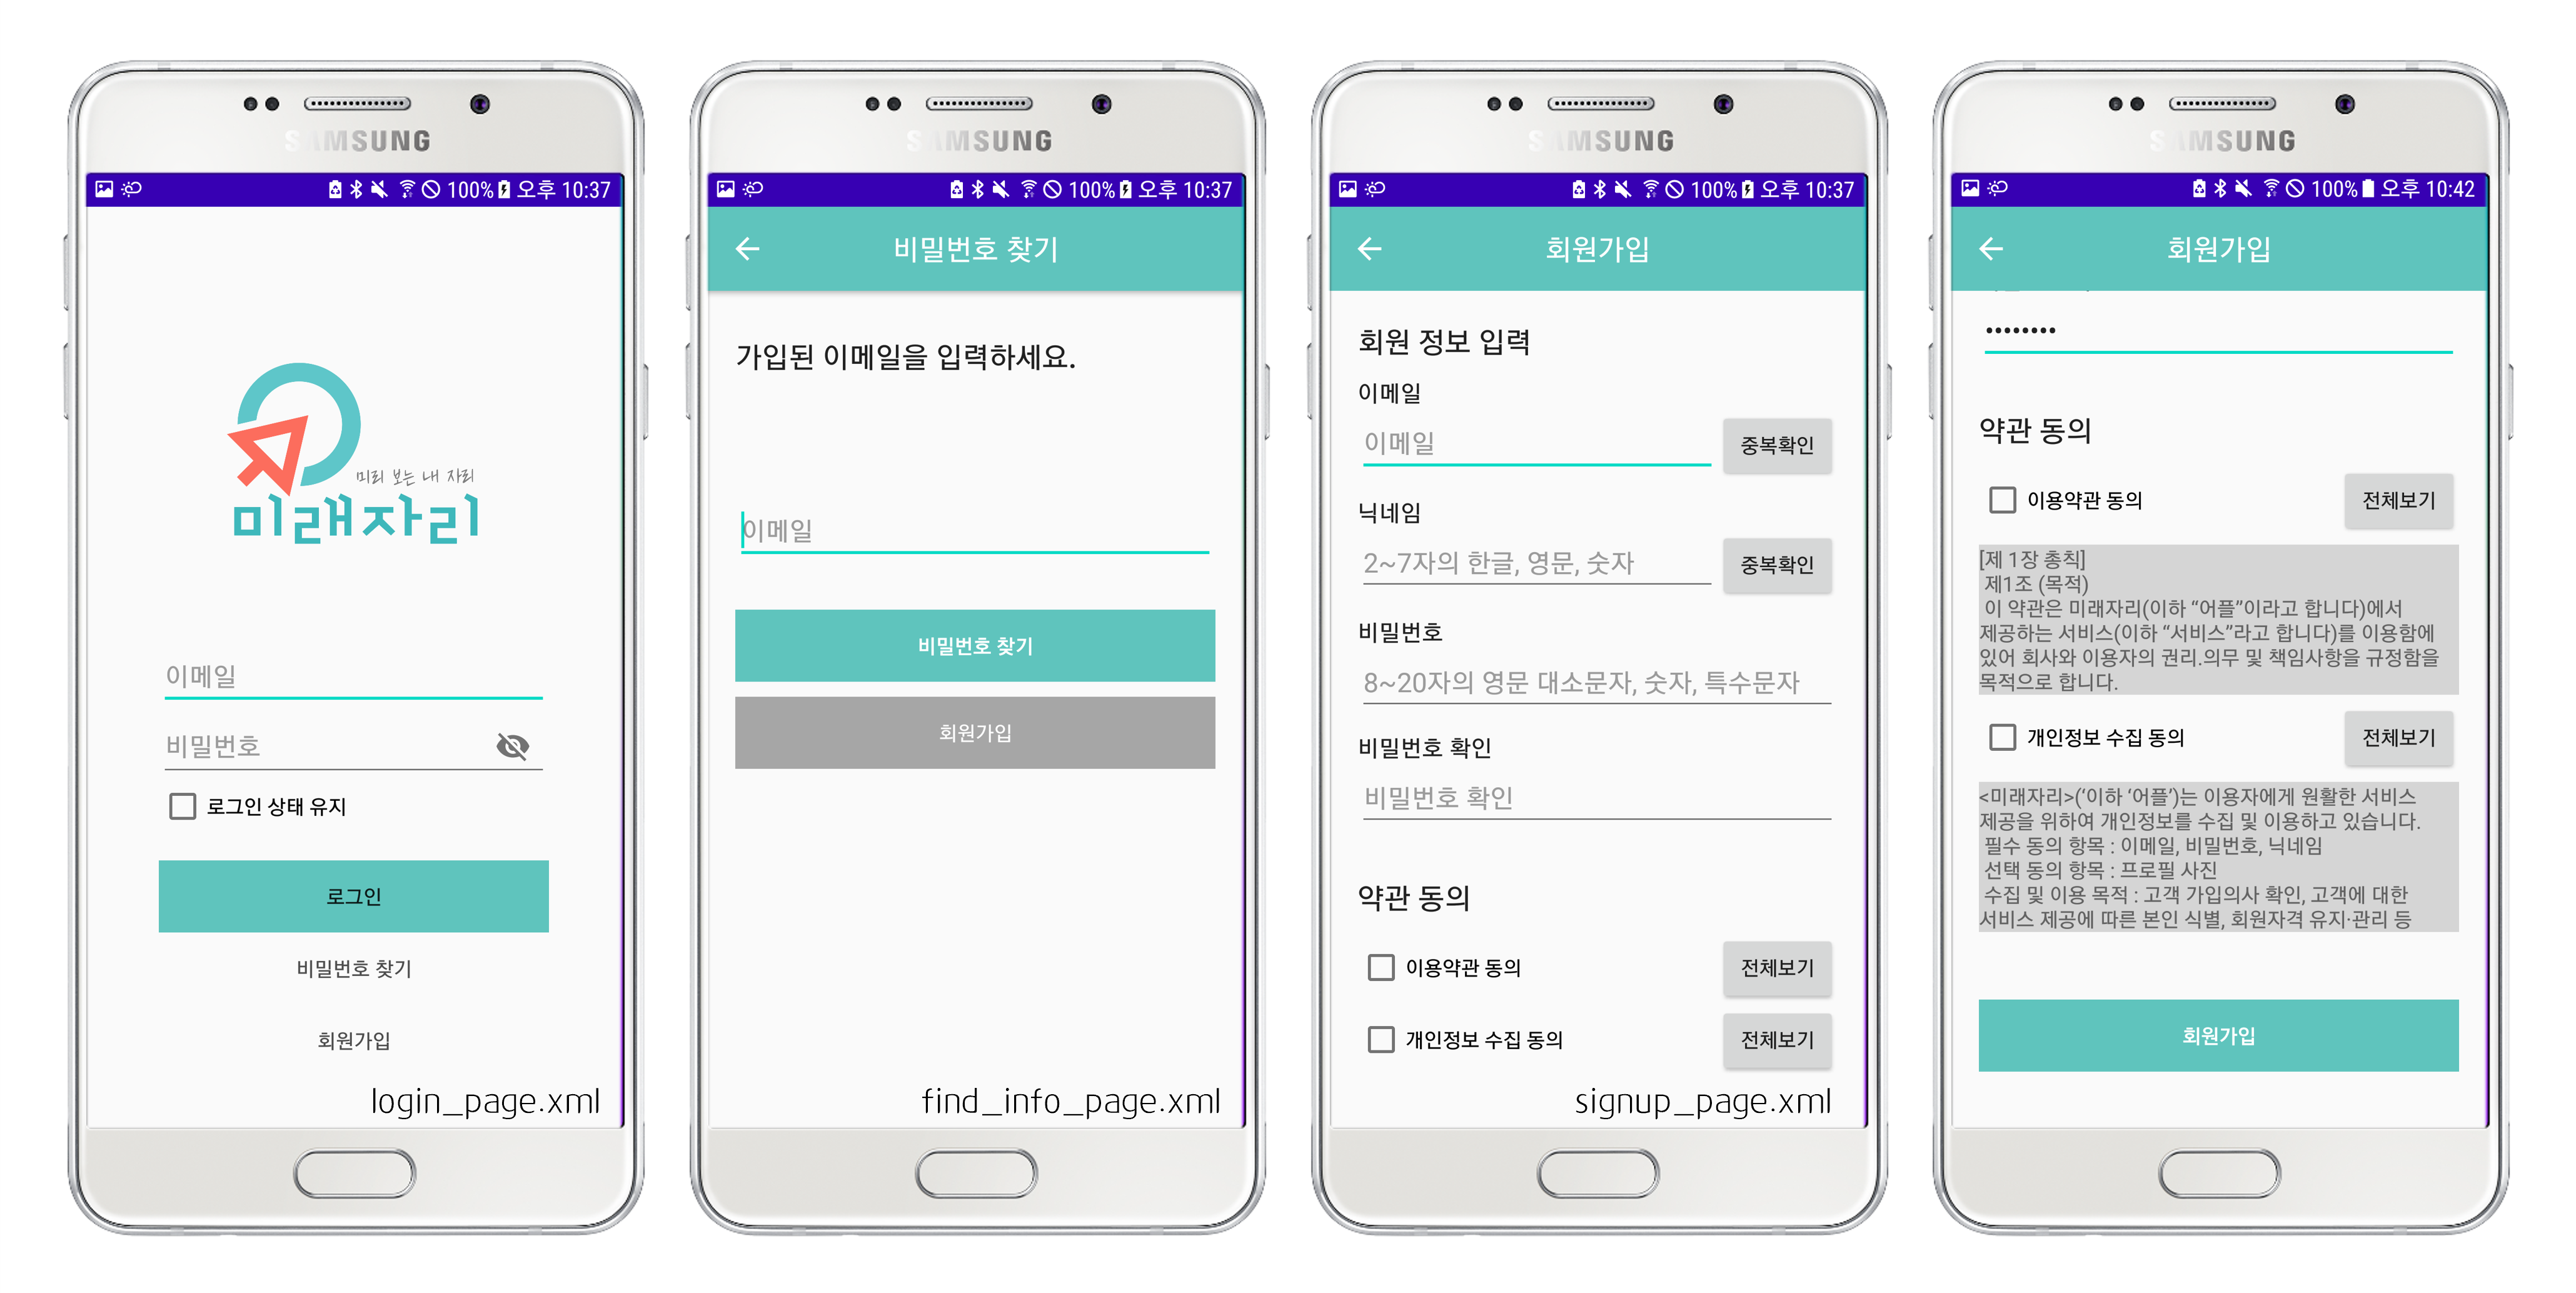 SAMSUNG
100% 오후 10:37
미리 보는 내 자리
미래자리
이메일
비밀번호
로그인 상태 유지
로그인
비밀번호 찾기
회원가입
login_page.xml
SAMSUNG
100% 오후 10:37
비밀번호 찾기
가입된 이메일을 입력하세요.
이메일
비밀번호 찾기
회원가입
find_info_page.xml
SAMSUNG
100% 오후 10:37
회원가입
회원 정보 입력
이메일
이메일 중복확인
닉네임
2~7자의 한글, 영문, 숫자 중복확인
비밀번호
8~20자의 영문 대소문자, 숫자, 특수문자
비밀번호 확인
비밀번호 확인
약관 동의
이용약관 동의 전체보기
개인정보 수집 동의 전체보기
signup_page.xml
SAMSUNG
100% 오후 10:42
회원가입
••••••••
약관 동의
이용약관 동의 전체보기
[제 1장 총칙]
제1조 (목적)
이 약관은 미래자리(이하 “어플”이라고 합니다)에서
제공하는 서비스(이하 “서비스”라고 합니다)를 이용함에
있어 회사와 이용자의 권리.의무 및 책임사항을 규정함을
목적으로 합니다.
개인정보 수집 동의 전체보기
<미래자리>(‘이하 ‘어플’)는 이용자에게 원활한 서비스
제공을 위하여 개인정보를 수집 및 이용하고 있습니다.
필수 동의 항목 : 이메일, 비밀번호, 닉네임
선택 동의 항목 : 프로필 사진
수집 및 이용 목적 : 고객 가입의사 확인, 고객에 대한
서비스 제공에 따른 본인 식별, 회원자격 유지·관리 등
회원가입